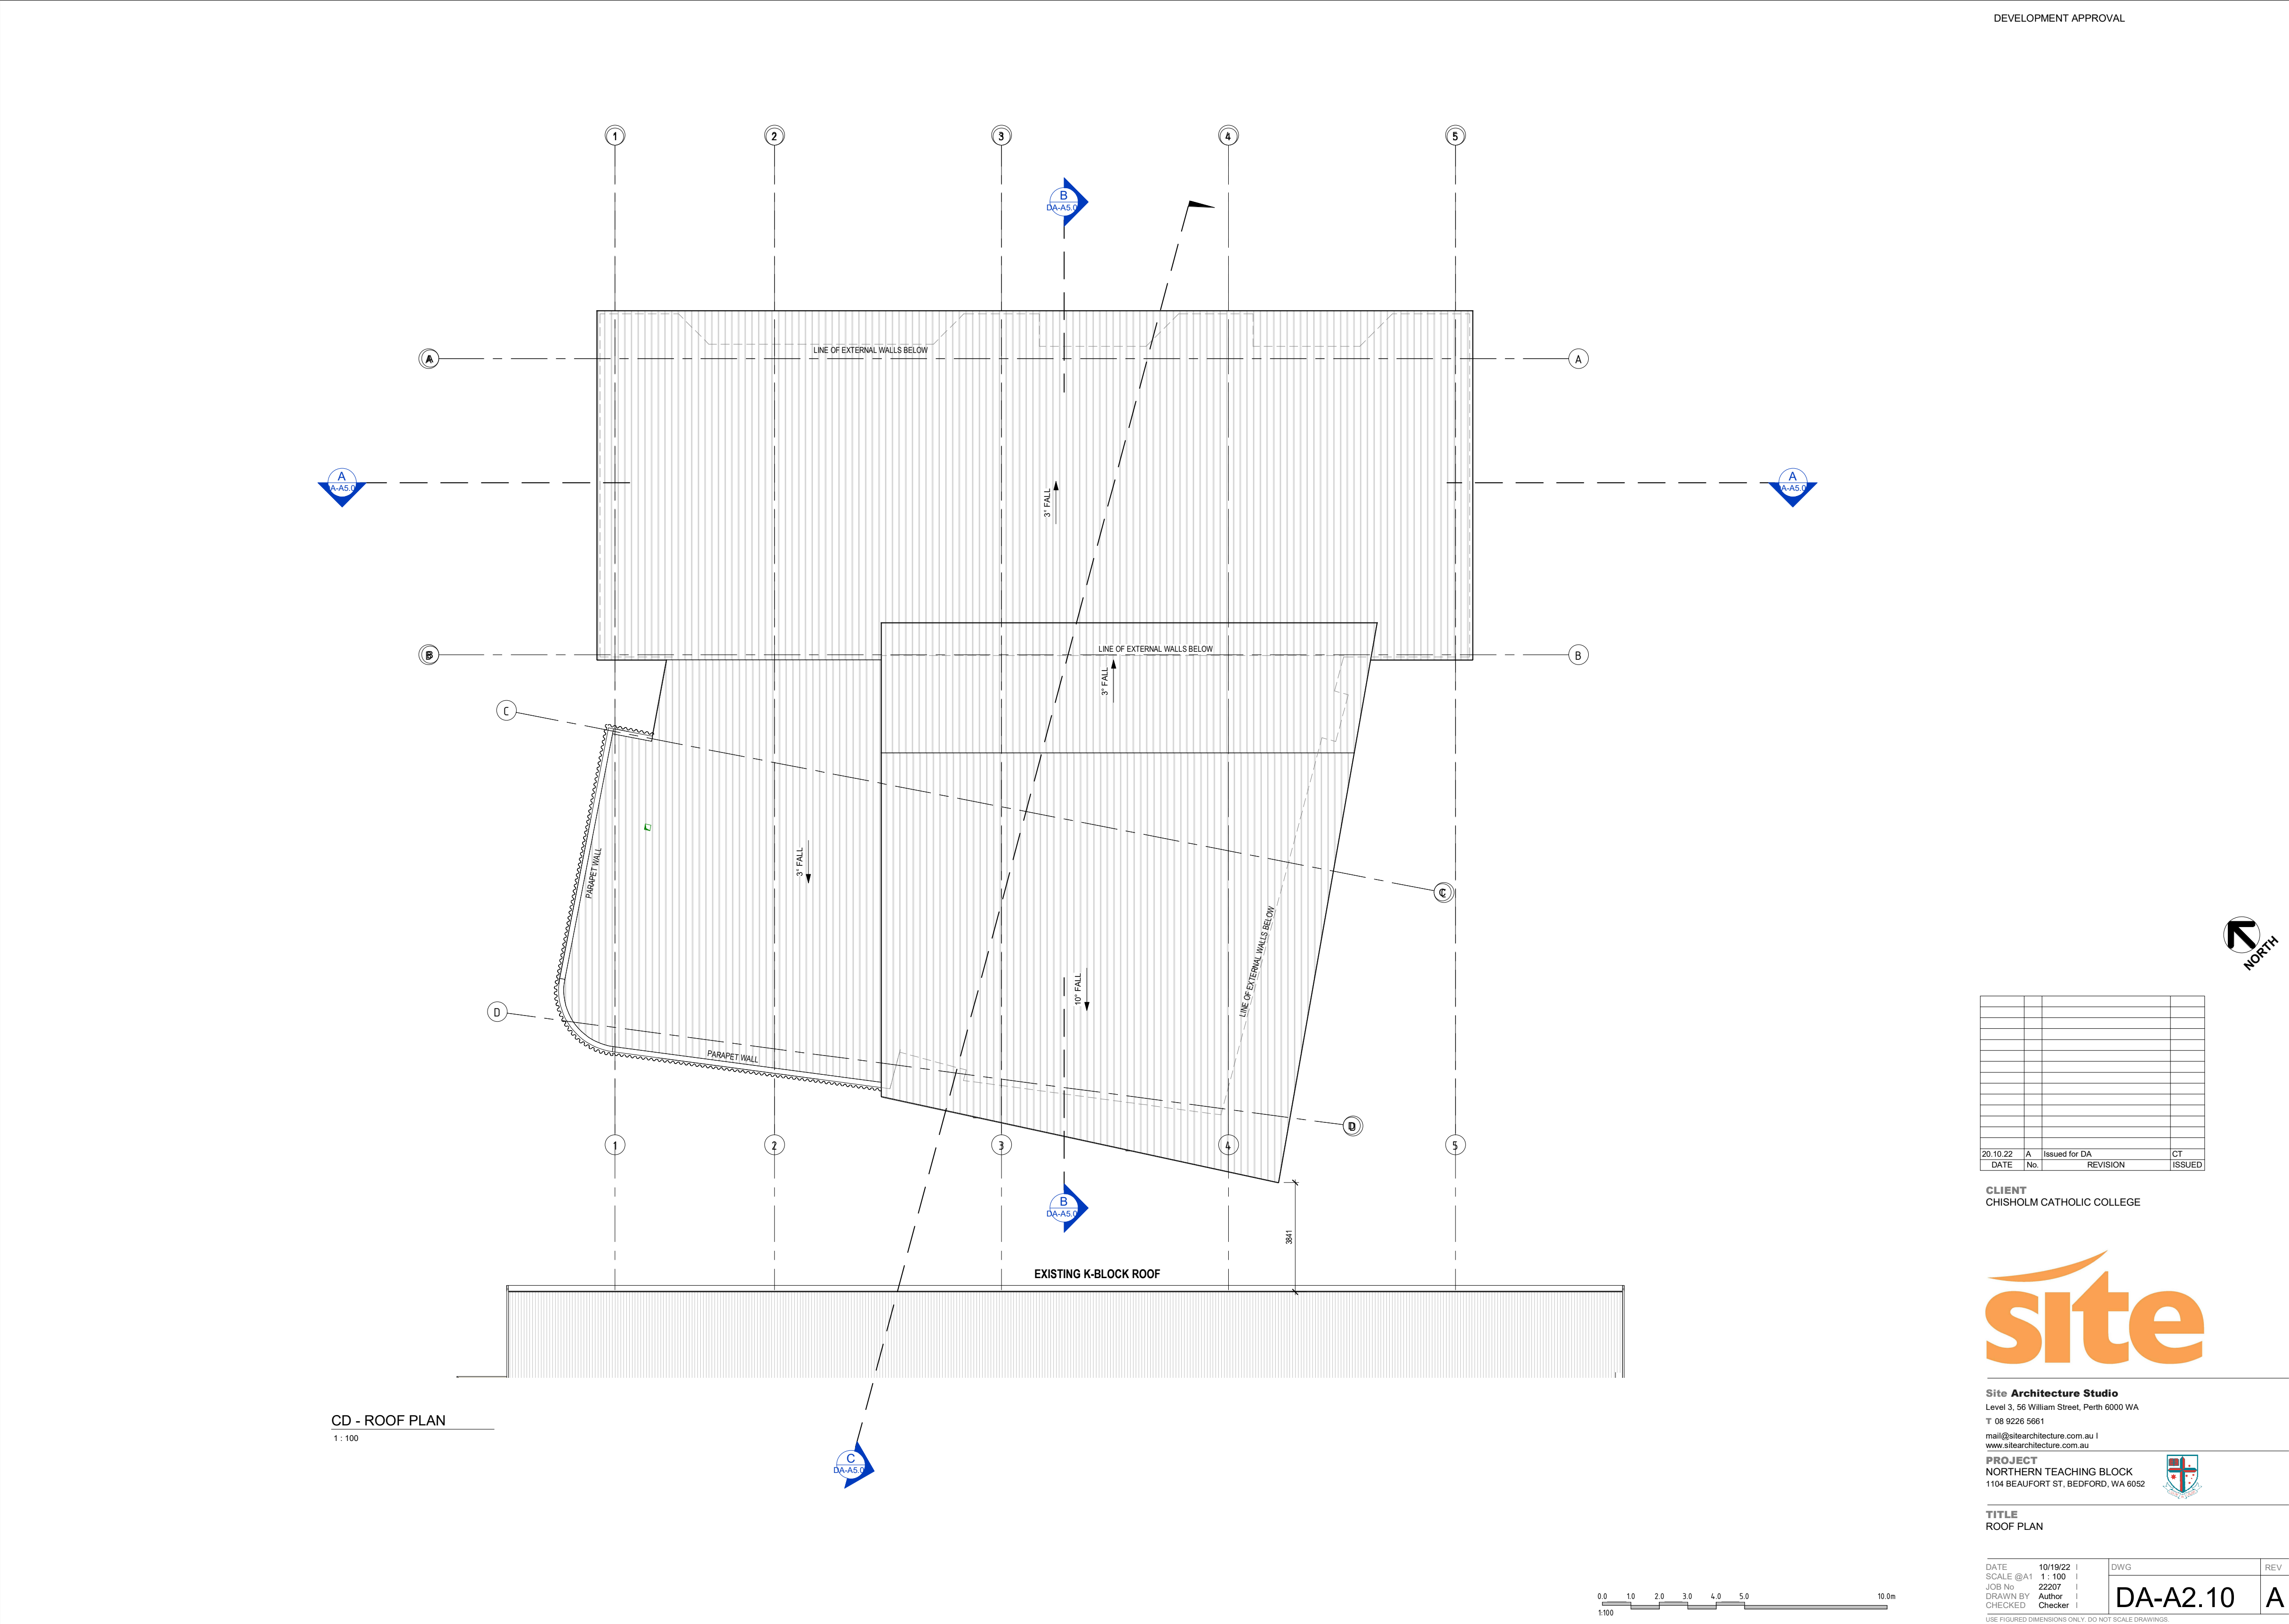 DEVELOPMENT APPROVAL
1 2 3 4 5
B
DA-A5.0
LINE OF EXTERNAL WALLS BELOW
A A
A
A-A5.0
A
A-A5.0
3° FALL
LINE OF EXTERNAL WALLS BELOW
B B
3° FALL
C
PARAPET WALL
3° FALL
C
LINE OF EXTERNAL WALLS BELOW
10° FALL
D
PARAPET WALL
D
1 2 3 4 5
B
DA-A5.0
3841
EXISTING K-BLOCK ROOF
CD - ROOF PLAN
1 : 100
C
DA-A5.0
0.0 1.0 2.0 3.0 4.0 5.0 10.0m
1:100
NORTH
20.10.22 A Issued for DA CT
DATE No. REVISION ISSUED
CLIENT
CHISHOLM CATHOLIC COLLEGE
site
Site Architecture Studio
Level 3, 56 William Street, Perth 6000 WA
T 08 9226 5661
mail@sitearchitecture.com.au I
www.sitearchitecture.com.au
PROJECT
NORTHERN TEACHING BLOCK
1104 BEAUFORT ST, BEDFORD, WA 6052
TITLE
ROOF PLAN
DATE 10/19/22 I
SCALE @A1 1 : 100 I
JOB No 22207 I
DRAWN BY Author I
CHECKED Checker I
DWG
DA-A2.10
REV
A
USE FIGURED DIMENSIONS ONLY. DO NOT SCALE DRAWINGS.